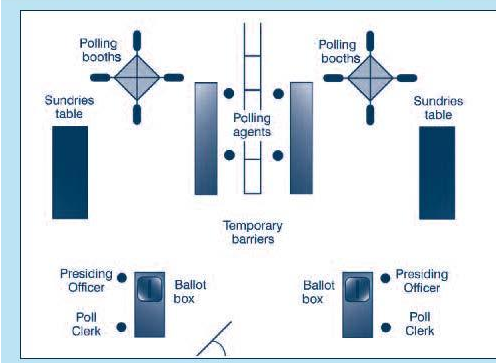 Polling
booths
Polling
booths
Sundries
table
Polling
agents
Sundries
table
Temporary
barriers
Presiding
Officer
Ballot
box
Ballot
box
Presiding
Officer
Poll
Clerk
Poll
Clerk